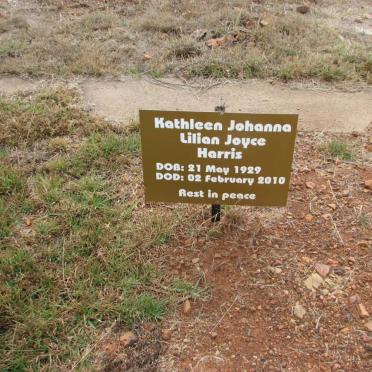 Kathleen Johanna
Lilian Joyce
Harris
DOB: 21 May 1929
DOD: 02 February 2010
Rest in peace